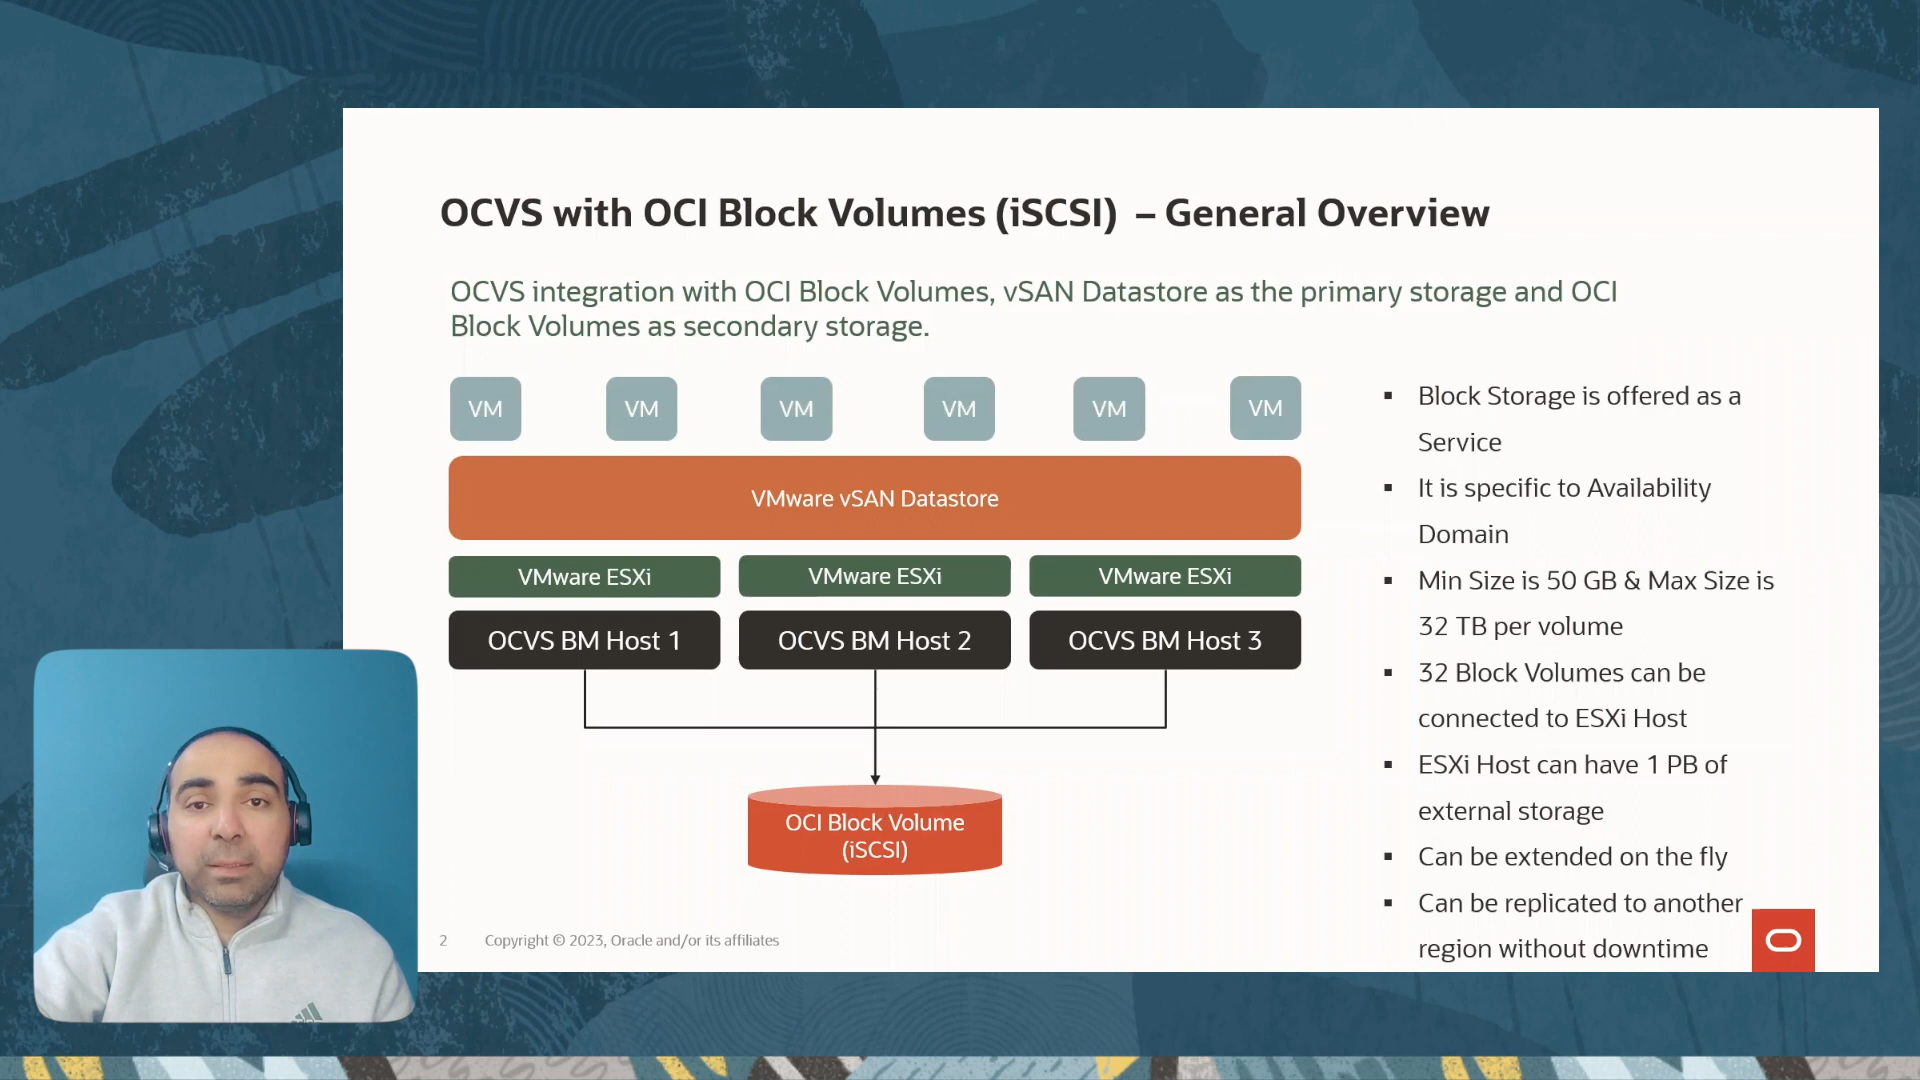 OCVS with OCI Block Volumes (iSCSI) – General Overview
OCVS integration with OCI Block Volumes, vSAN Datastore as the primary storage and OCI
Block Volumes as secondary storage.
VM VM VM VM VM VM
VMware vSAN Datastore
VMware ESXi VMware ESXi VMware ESXi
OCVS BM Host 1 OCVS BM Host 2 OCVS BM Host 3
OCI Block Volume
(iSCSI)
▪ Block Storage is offered as a
Service
▪ It is specific to Availability
Domain
▪ Min Size is 50 GB & Max Size is
32 TB per volume
▪ 32 Block Volumes can be
connected to ESXi Host
▪ ESXi Host can have 1 PB of
external storage
▪ Can be extended on the fly
▪ Can be replicated to another
region without downtime
2 Copyright © 2023, Oracle and/or its affiliates